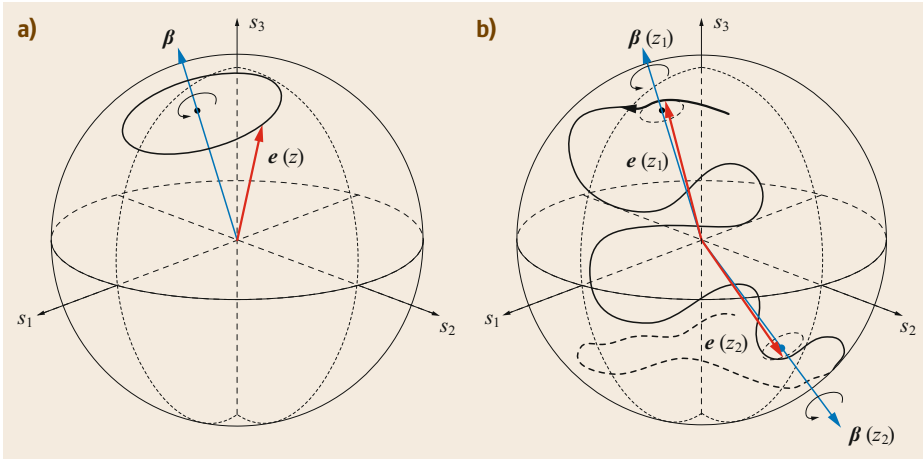 a)
s3
β
e (z)
s1
s2
b)
β (z1)
s3
e (z1)
s1
s2
e (z2)
β (z2)